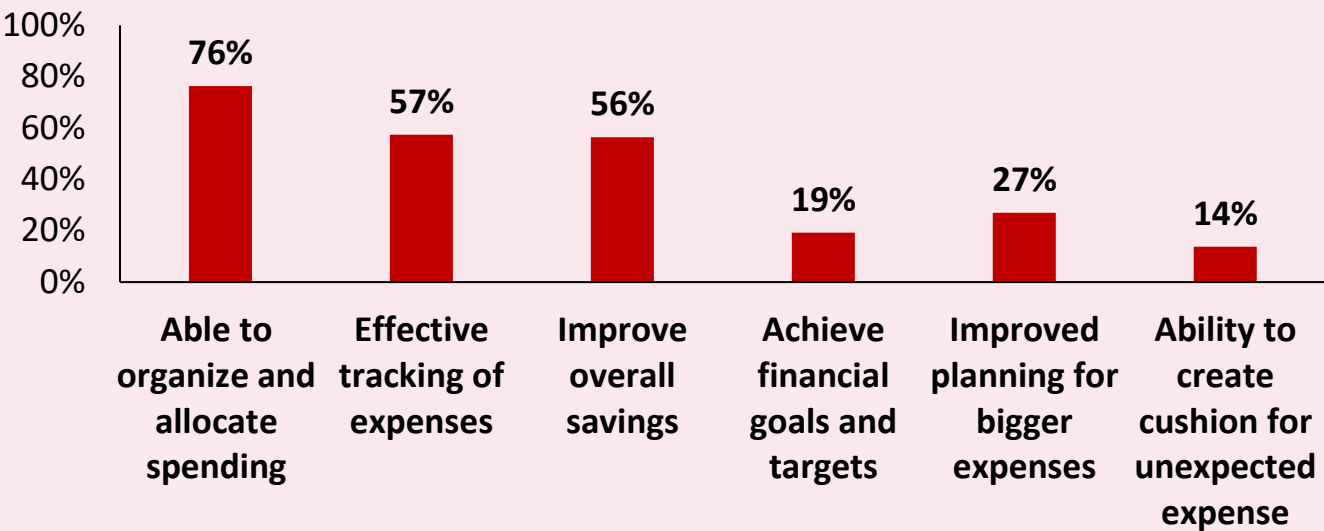 100%
80%
60%
40%
20%
0%
76%
57%
56%
19%
27%
14%
Able to
organize and
allocate
spending
Effective
tracking of
expenses
Improve
overall
savings
Achieve
financial
goals and
targets
Improved
planning for
bigger
expenses
Ability to
create
cushion for
unexpected
expense